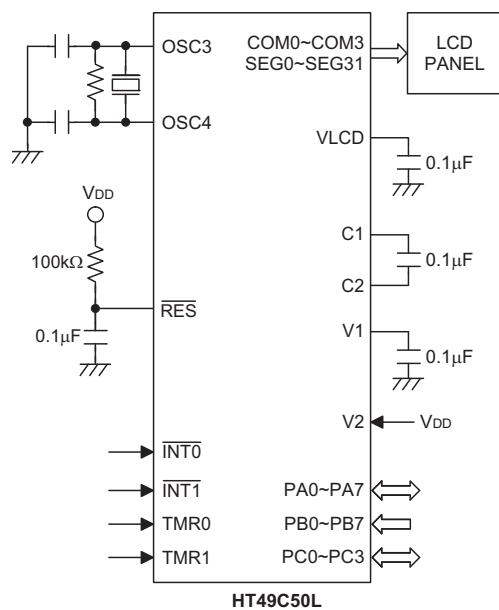 OSC3
OSC4
VDD
100kΩ
RES
0.1µF
INT0
INT1
TMR0
TMR1
COM0~COM3
SEG0~SEG31
LCD
PANEL
VLCD
0.1µF
C1
0.1µF
C2
V1
0.1µF
V2
VDD
PA0~PA7
PB0~PB7
PC0~PC3
HT49C50L